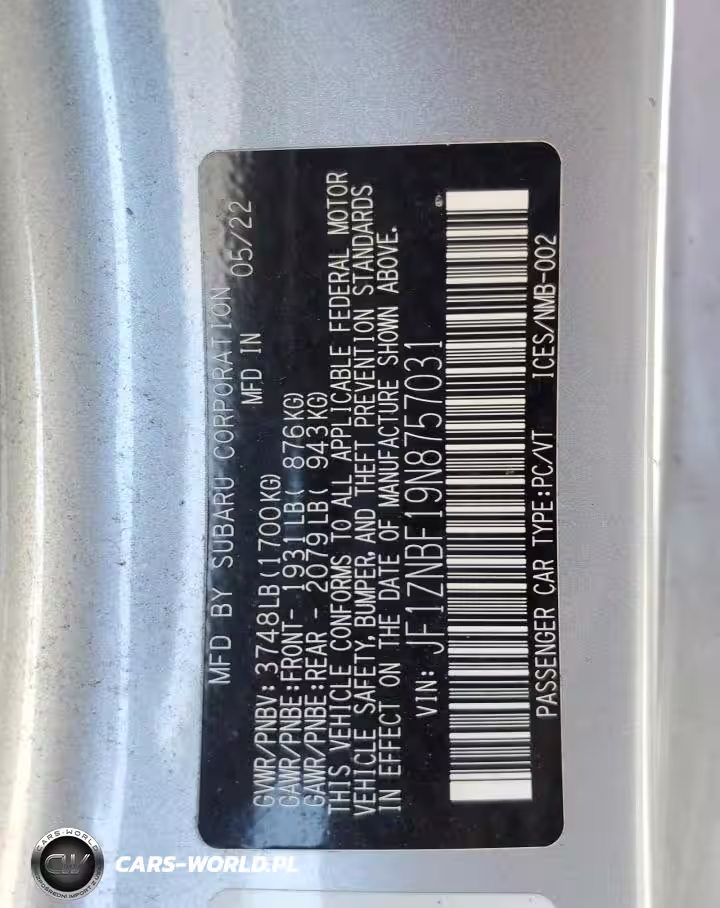 MFD BY SUBARU CORPORATION 05/22
MFD IN
GVWR/PNBV: 3748LB(1700KG)
GAWR/PNBE:FRONT- 1931LB( 876KG)
GAWR/PNBE:REAR - 2079LB( 943KG)
THIS VEHICLE CONFORMS TO ALL APPLICABLE FEDERAL MOTOR
VEHICLE SAFETY, BUMPER, AND THEFT PREVENTION STANDARDS
IN EFFECT ON THE DATE OF MANUFACTURE SHOWN ABOVE.
VIN: JF1ZNBF19N8757031
PASSENGER CAR TYPE:PC/VT ICES/NMB-002
CARS-WORLD
CW
CARS-WORLD.PL